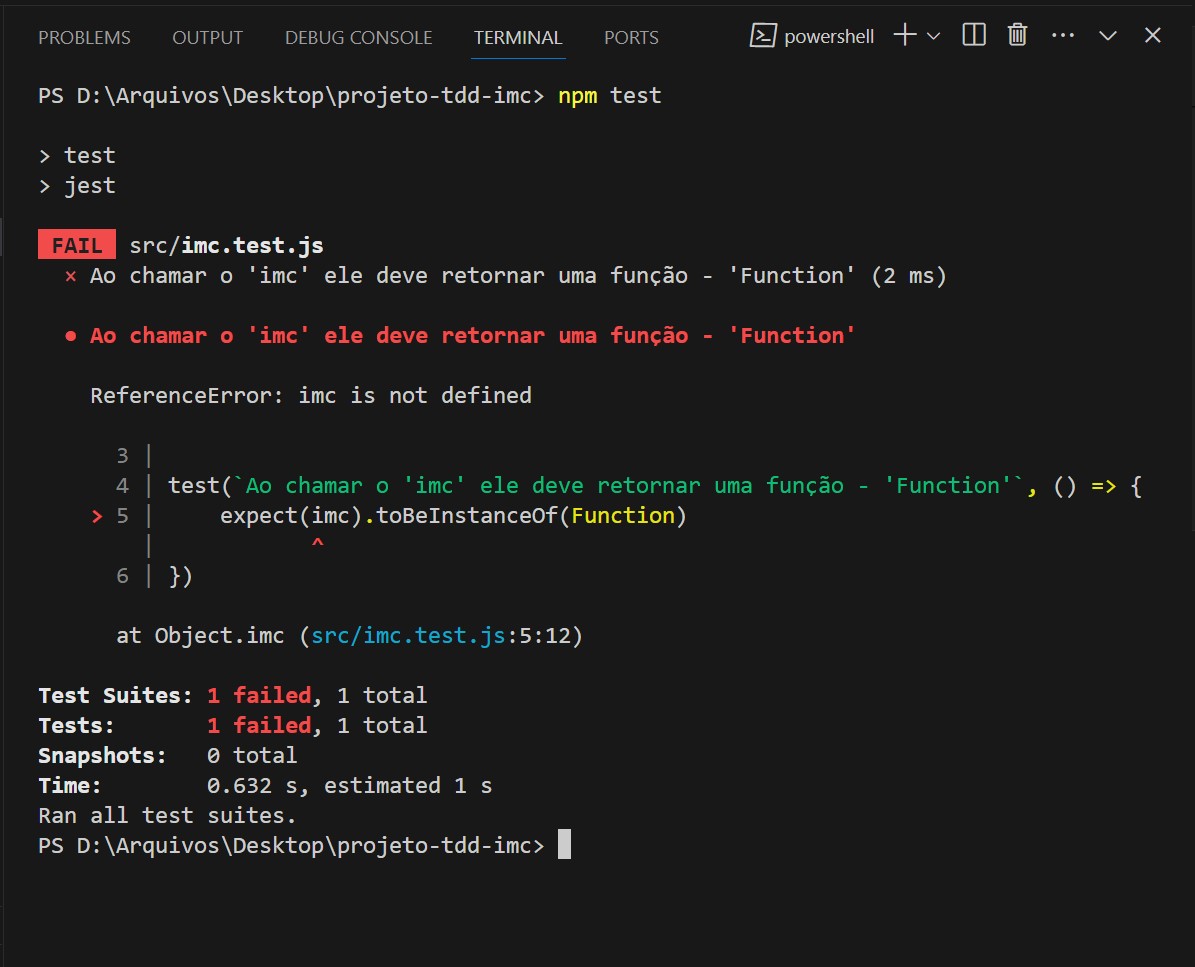 PROBLEMS OUTPUT DEBUG CONSOLE TERMINAL PORTS powershell
PS D:\Arquivos\Desktop\projeto-tdd-imc> npm test
> test
> jest
FAIL src/imc.test.js
× Ao chamar o 'imc' ele deve retornar uma função - 'Function' (2 ms)
● Ao chamar o 'imc' ele deve retornar uma função - 'Function'
ReferenceError: imc is not defined
3 |
4 | test(`Ao chamar o 'imc' ele deve retornar uma função - 'Function'`, () => {
> 5 |     expect(imc).toBeInstanceOf(Function)
|            ^
6 | })
at Object.imc (src/imc.test.js:5:12)
Test Suites: 1 failed, 1 total
Tests:       1 failed, 1 total
Snapshots:   0 total
Time:        0.632 s, estimated 1 s
Ran all test suites.
PS D:\Arquivos\Desktop\projeto-tdd-imc>